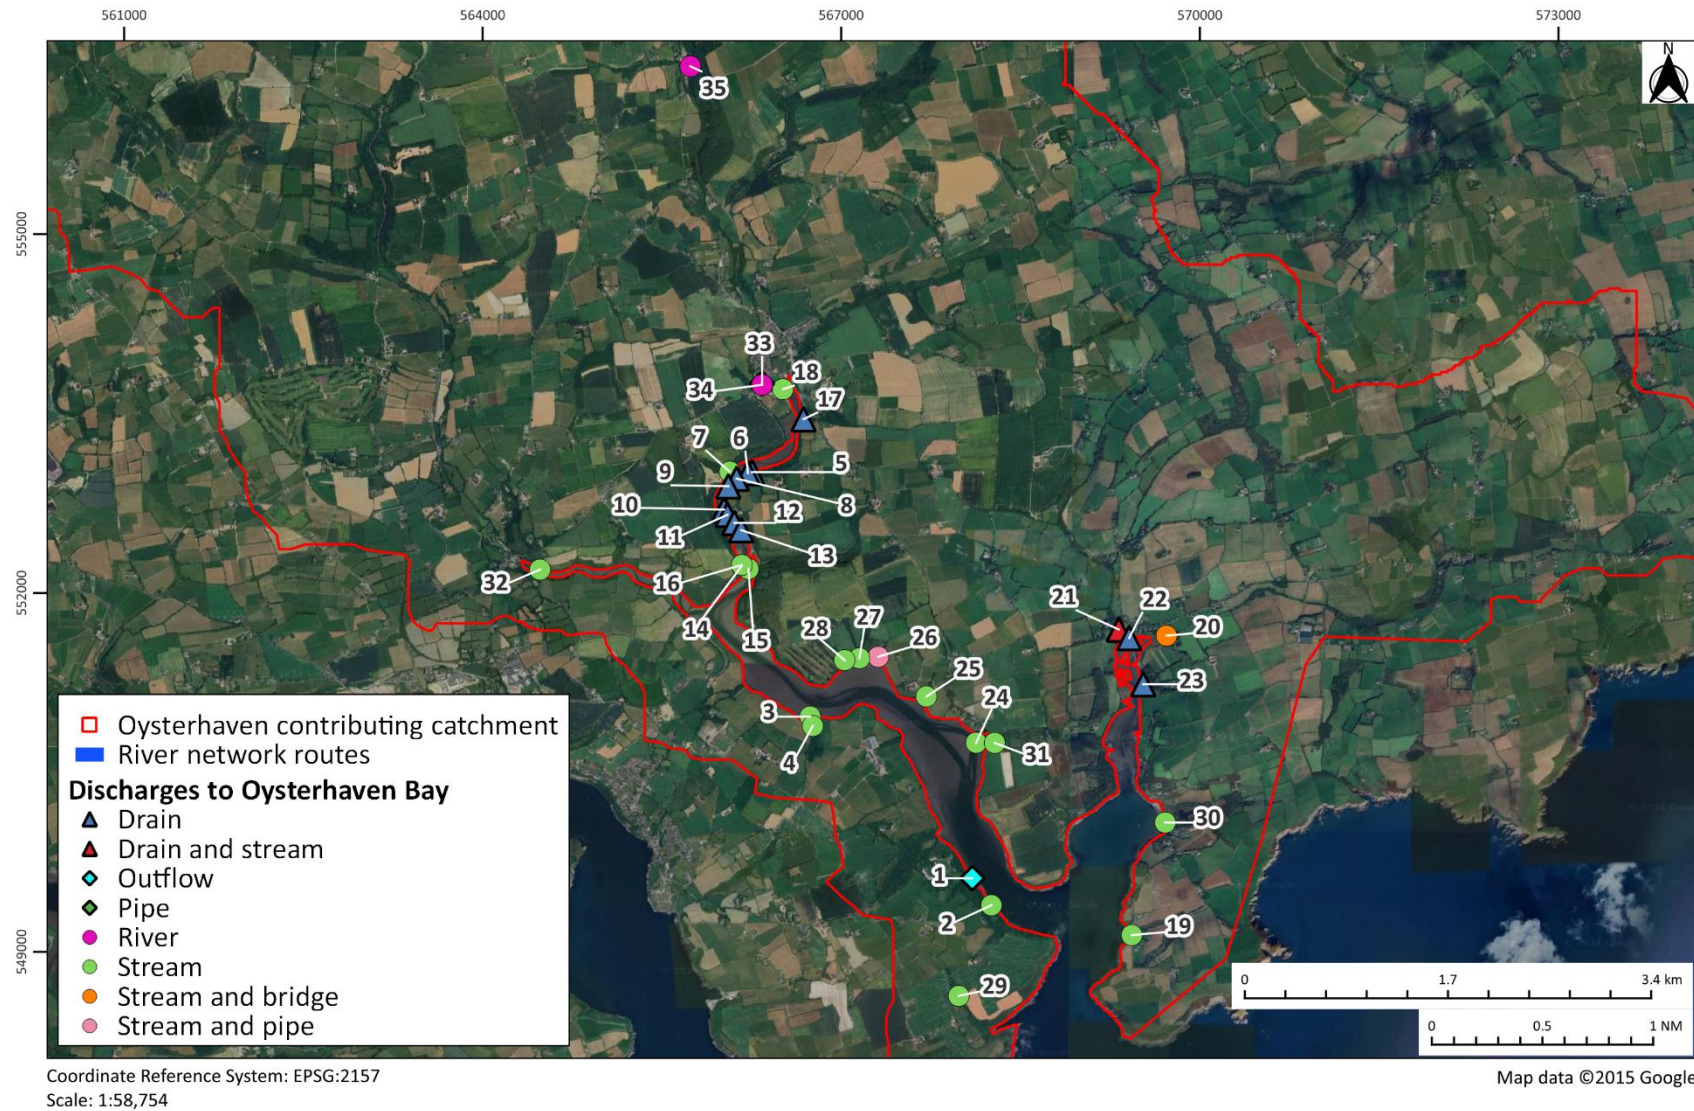 561000
564000
567000
570000
573000
N
35
555000
33
34
18
17
7
6
5
9
8
10
12
11
13
32
16
552000
14
15
21
22
20
28
27
26
23
25
24
3
4
31
30
1
2
19
549000
29
Oysterhaven contributing catchment
River network routes
Discharges to Oysterhaven Bay
Drain
Drain and stream
Outflow
Pipe
River
Stream
Stream and bridge
Stream and pipe
0 1.7 3.4 km
0 0.5 1 NM
Coordinate Reference System: EPSG:2157
Scale: 1:58,754
Map data ©2015 Google